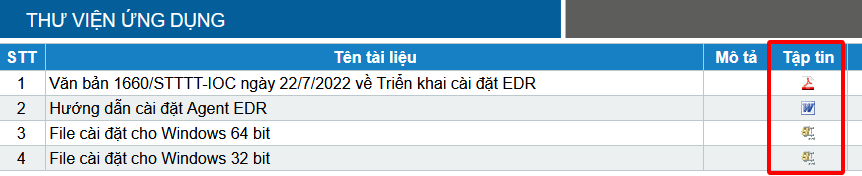 THƯ VIỆN ỨNG DỤNG
STT Tên tài liệu Mô tả Tập tin
1 Văn bản 1660/STTTT-IOC ngày 22/7/2022 về Triển khai cài đặt EDR
2 Hướng dẫn cài đặt Agent EDR
3 File cài đặt cho Windows 64 bit
4 File cài đặt cho Windows 32 bit